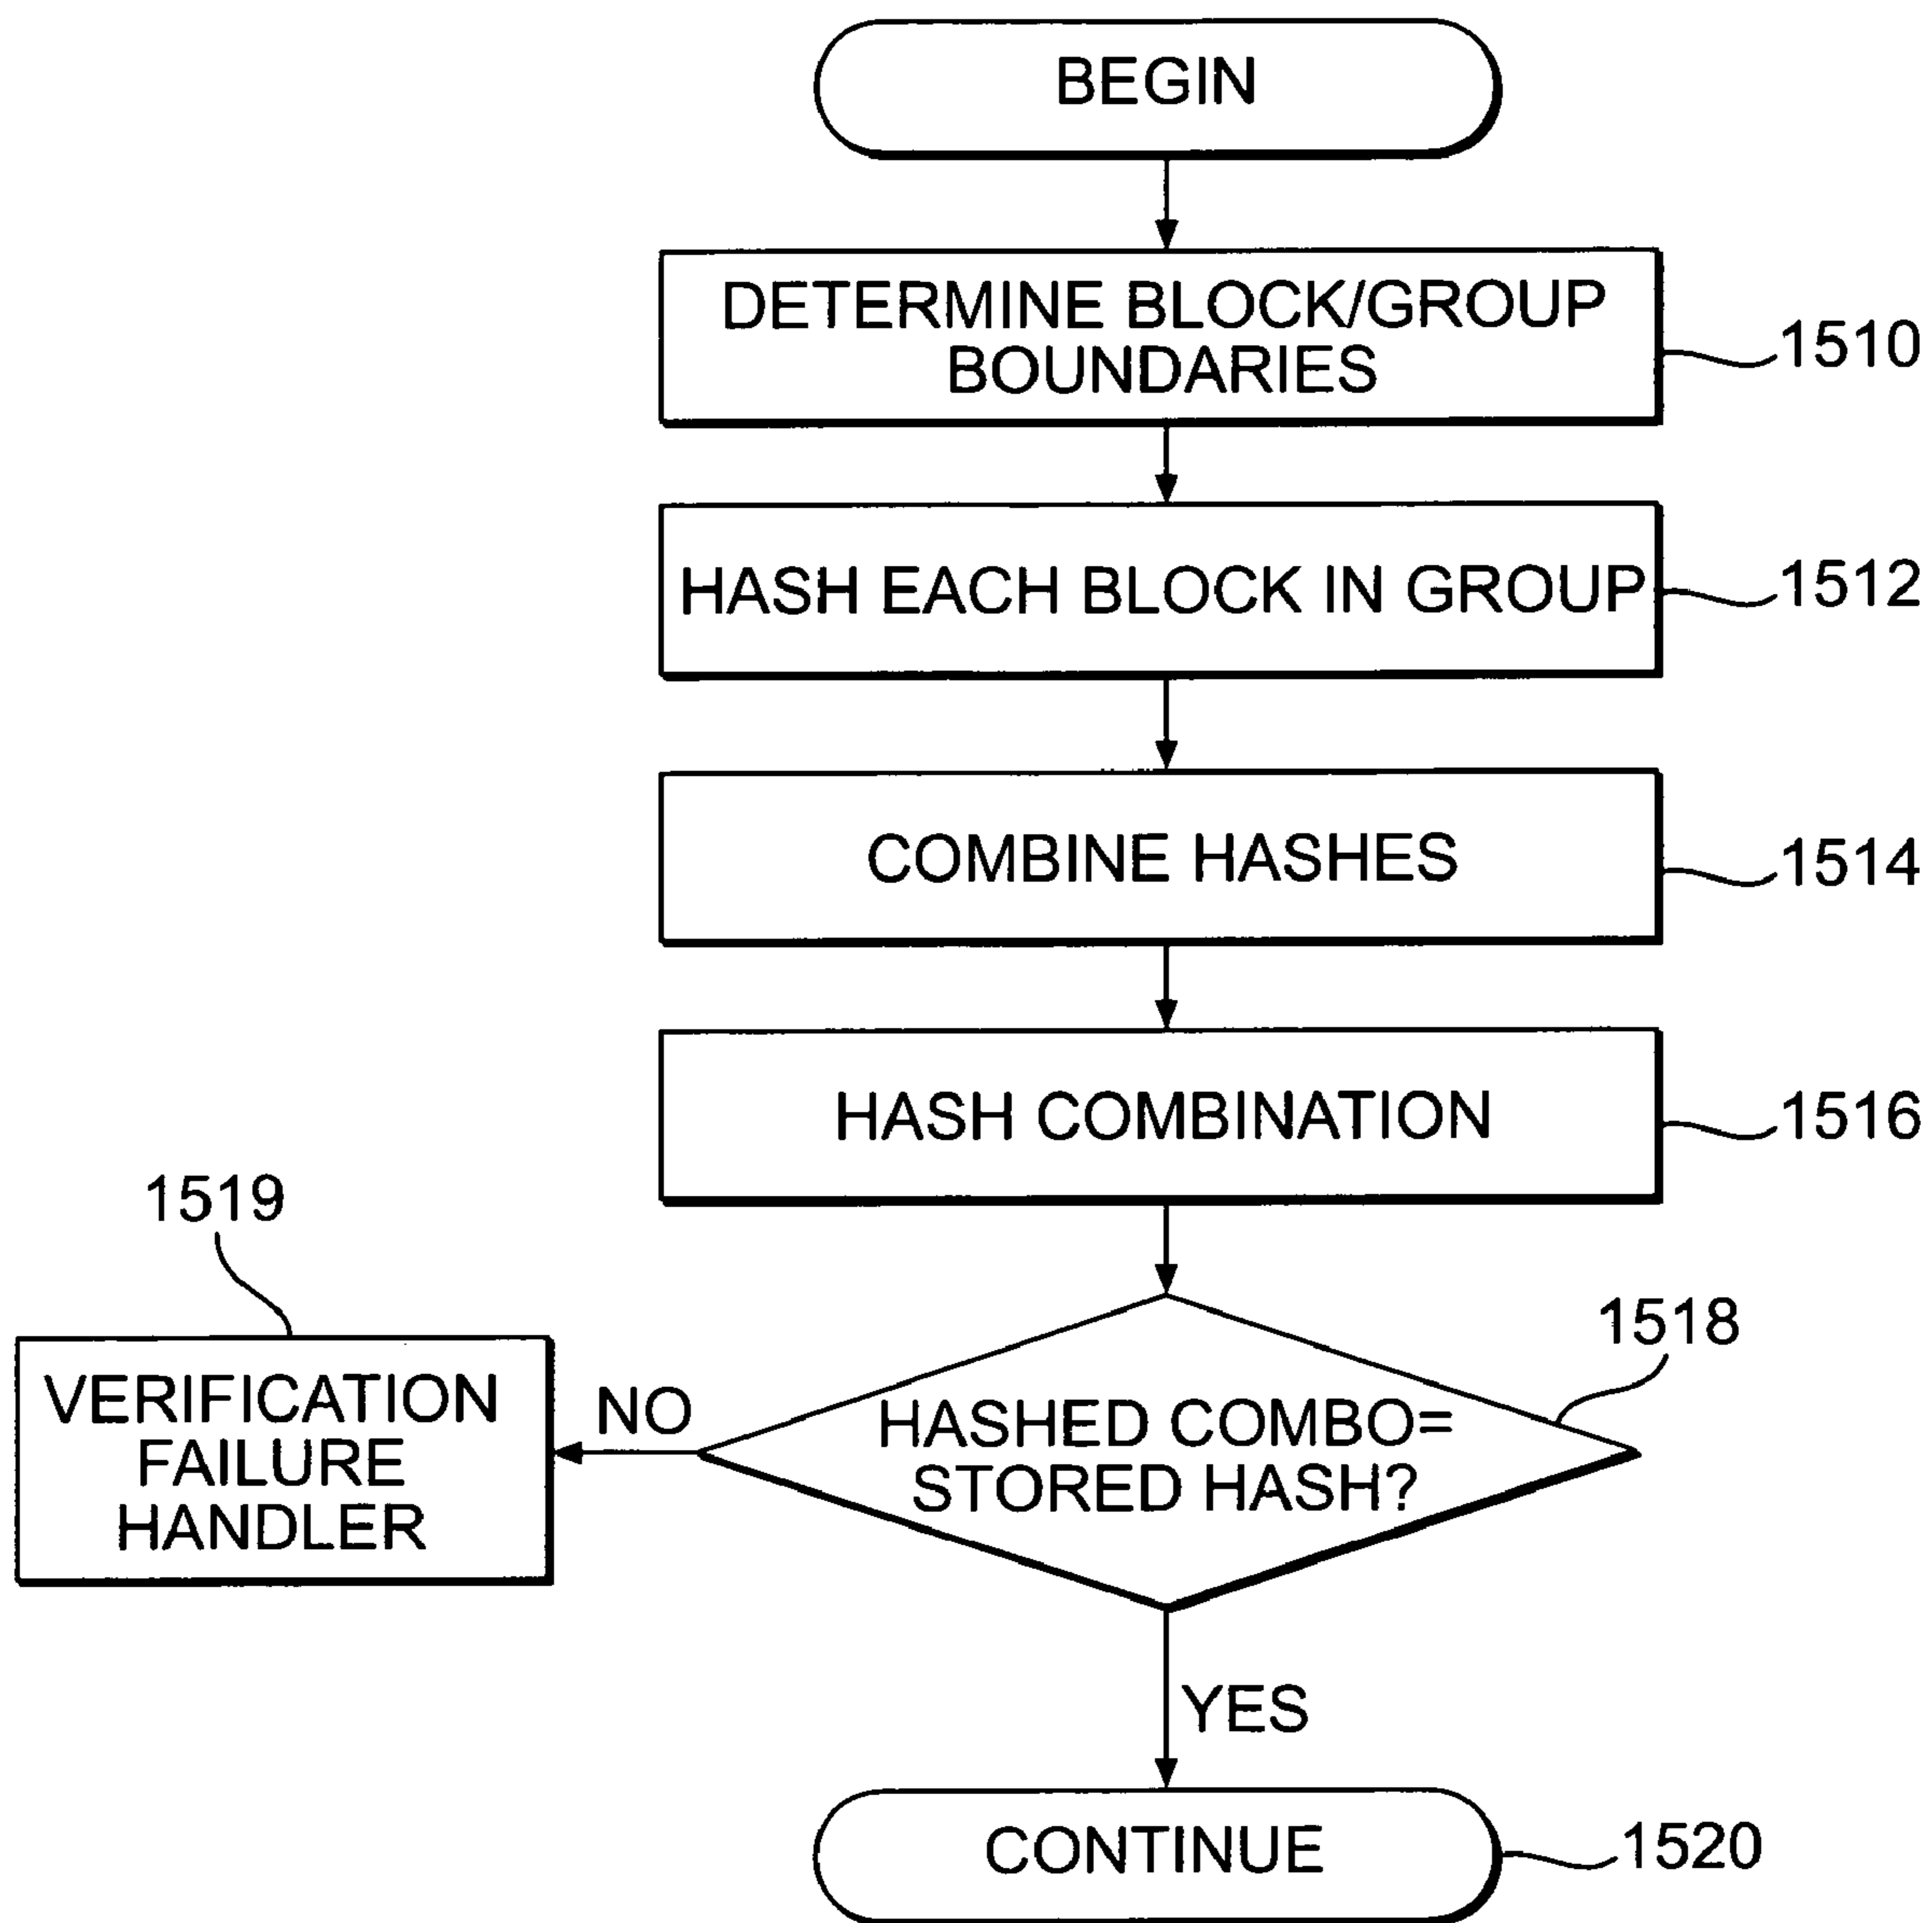 BEGIN
DETERMINE BLOCK/GROUP
BOUNDARIES
1510
HASH EACH BLOCK IN GROUP
1512
COMBINE HASHES
1514
HASH COMBINATION
1516
1519
1518
VERIFICATION
FAILURE
HANDLER
NO
HASHED COMBO=
STORED HASH?
YES
CONTINUE
1520